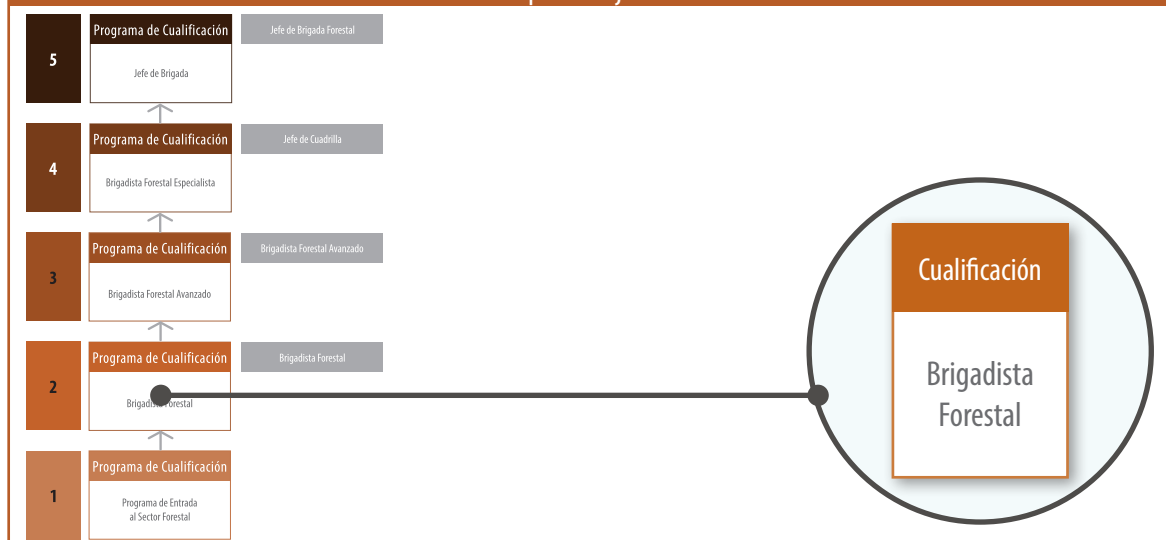 5
Programa de Cualificación
Jefe de Brigada
Jefe de Brigada Forestal
4
Programa de Cualificación
Brigadista Forestal Especialista
Jefe de Cuadrilla
3
Programa de Cualificación
Brigadista Forestal Avanzado
Brigadista Forestal Avanzado
2
Programa de Cualificación
Brigadista Forestal
Brigadista Forestal
1
Programa de Cualificación
Programa de Entrada
al Sector Forestal
Cualificación
Brigadista
Forestal